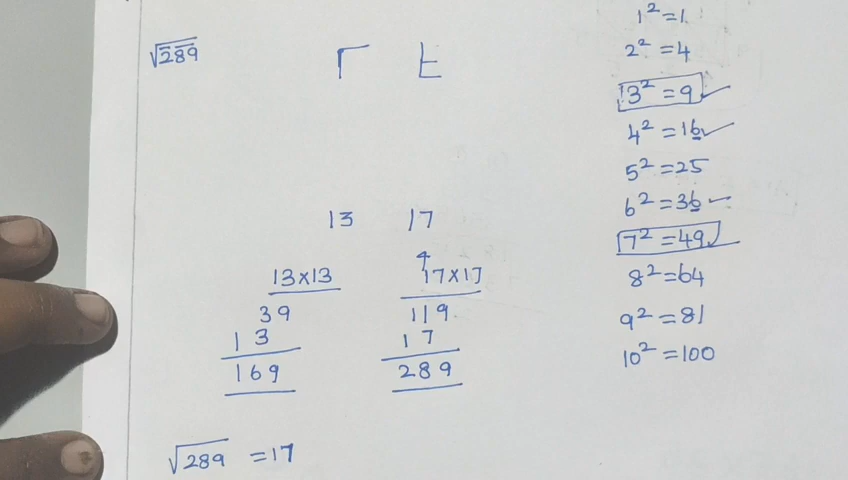 √289
1² = 1
2² = 4
3² = 9
4² = 16
5² = 25
6² = 36
7² = 49
8² = 64
9² = 81
10² = 100
13 17
13×13
39
13
169
4
17×17
119
17
289
√289 = 17